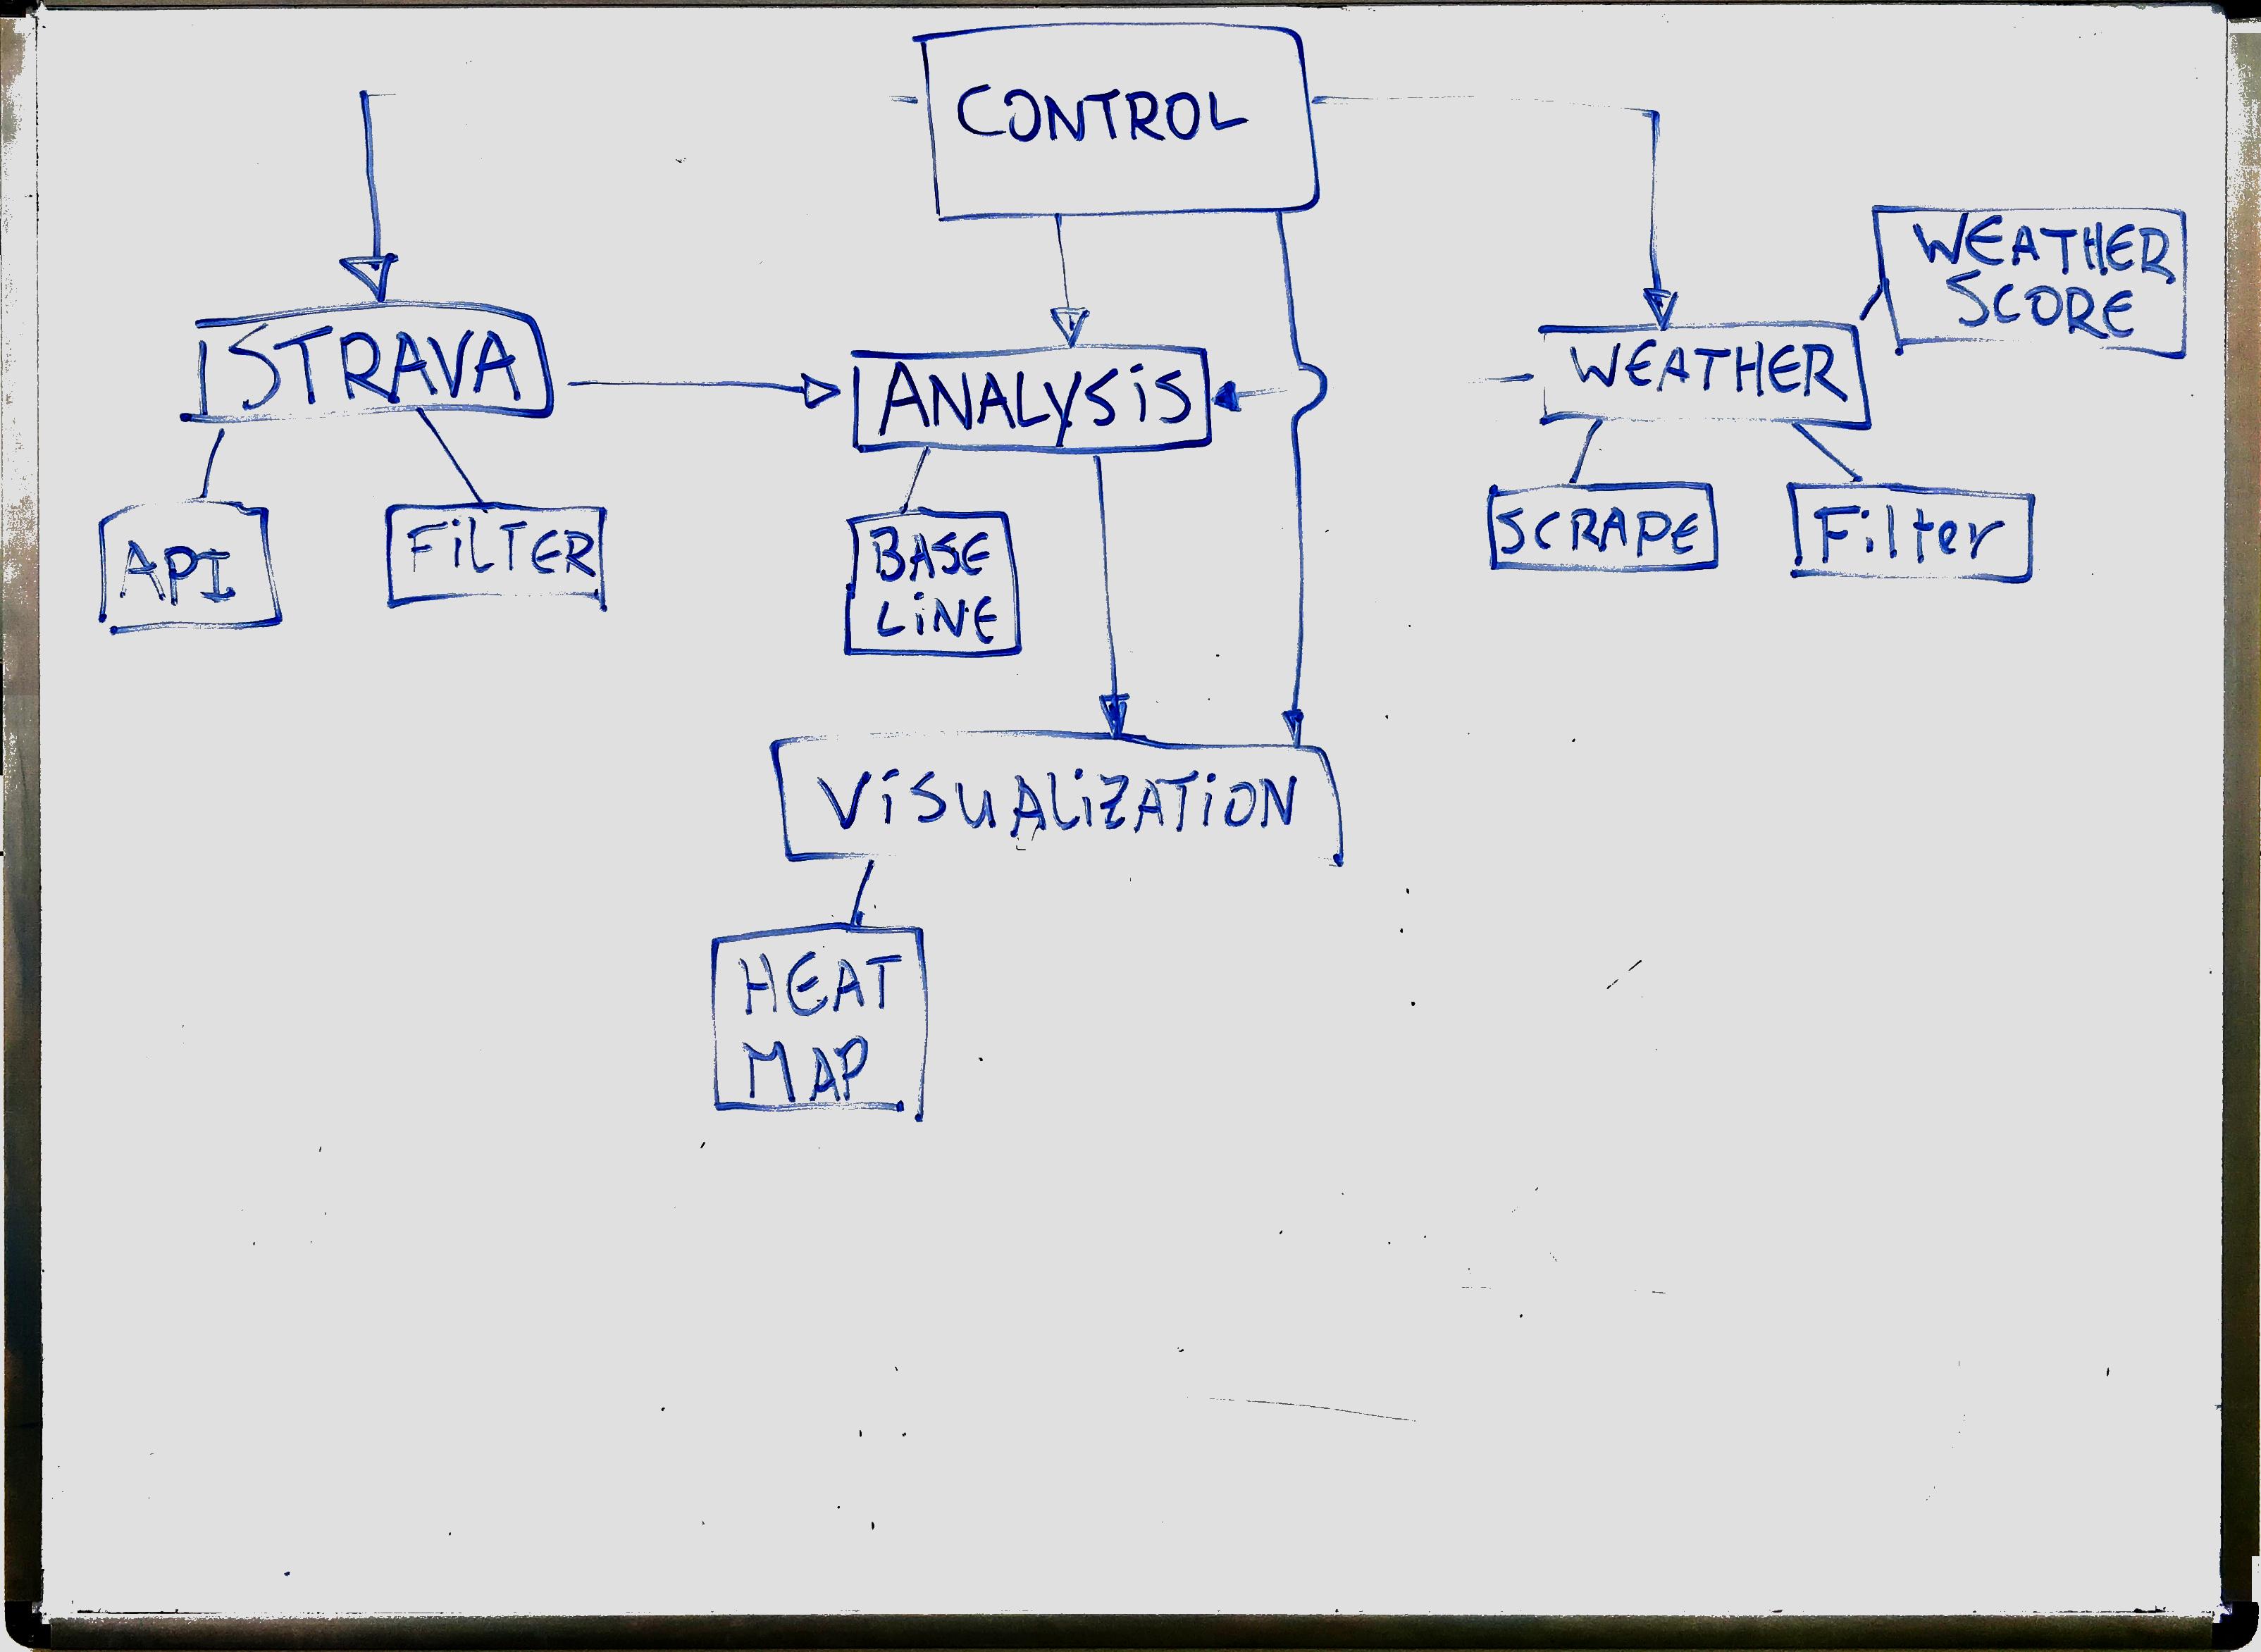 CONTROL
WEATHER
SCORE
STRAVA
ANALYSiS
WEATHER
API
FiLTER
BASE
LiNE
SCRAPE
Filter
ViSUALiZATiON
HEAT
MAP